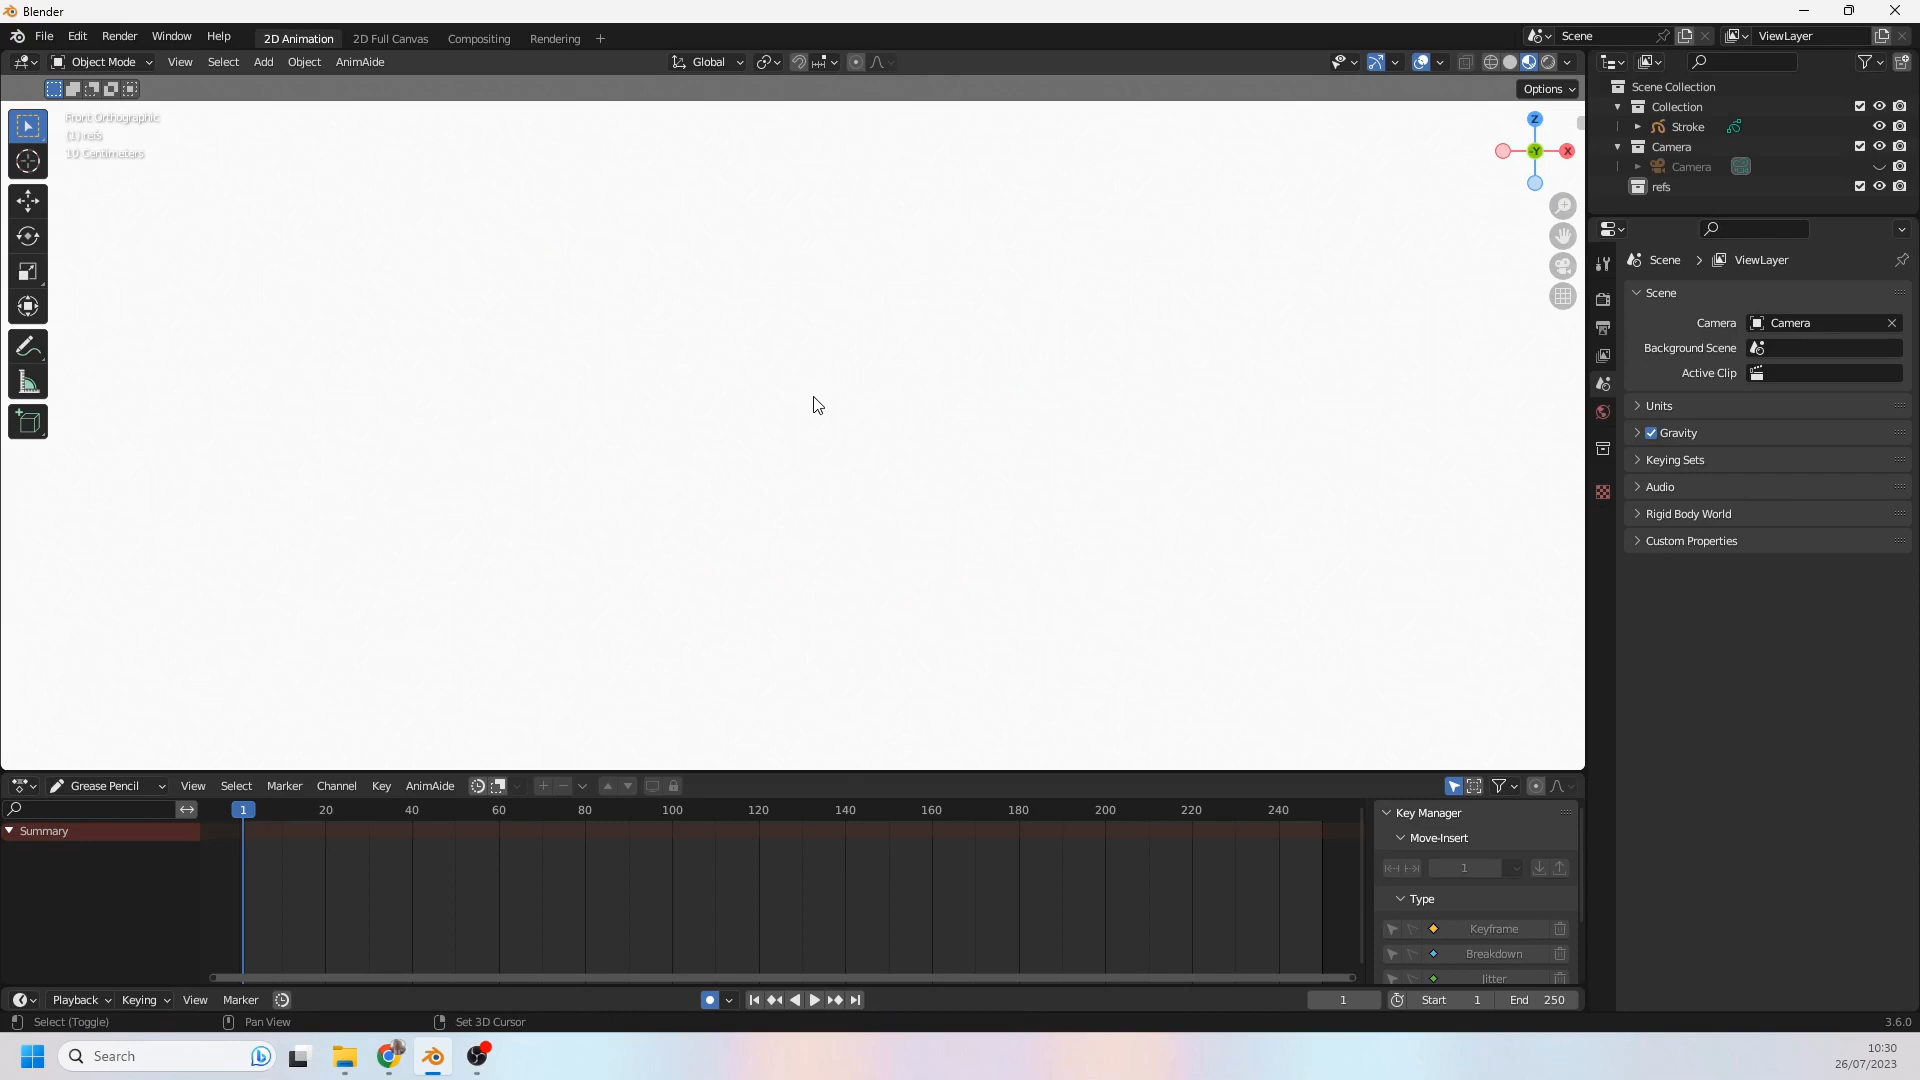 Blender
File Edit Render Window Help 2D Animation 2D Full Canvas Compositing Rendering + Scene ViewLayer
Object Mode View Select Add Object AnimAide Global
Options
Front Orthographic
(1) refs
10 Centimeters
Z
-Y
X
Scene Collection
Collection
Stroke
Camera
Camera
refs
Scene > ViewLayer
Scene
Camera Camera
Background Scene
Active Clip
Units
Gravity
Keying Sets
Audio
Rigid Body World
Custom Properties
Grease Pencil View Select Marker Channel Key AnimAide
1 20 40 60 80 100 120 140 160 180 200 220 240
Summary
Key Manager
Move-Insert
1
Type
Keyframe
Breakdown
Jitter
Playback Keying View Marker 1 Start 1 End 250
Select (Toggle) Pan View Set 3D Cursor 3.6.0
Search
10:30
26/07/2023